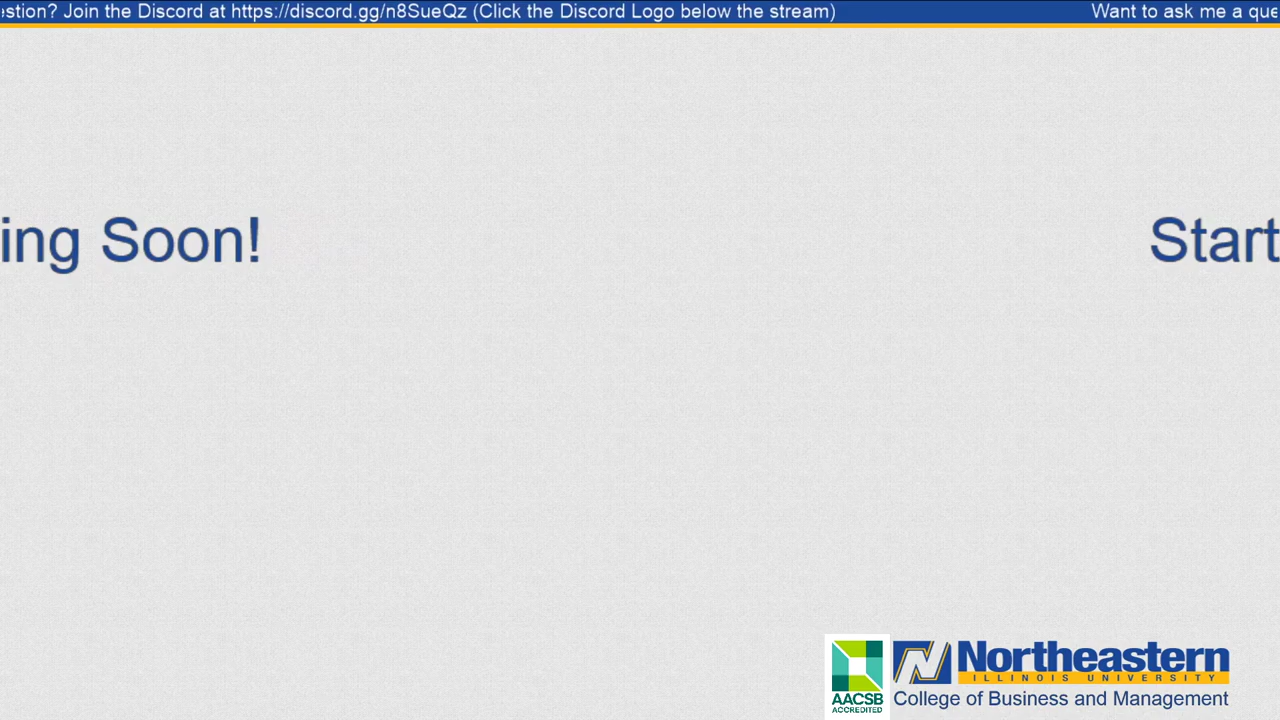 stion? Join the Discord at https://discord.gg/n8SueQz (Click the Discord Logo below the stream) Want to ask me a que
ing Soon! Start
AACSB
ACCREDITED
Northeastern
ILLINOIS UNIVERSITY
College of Business and Management